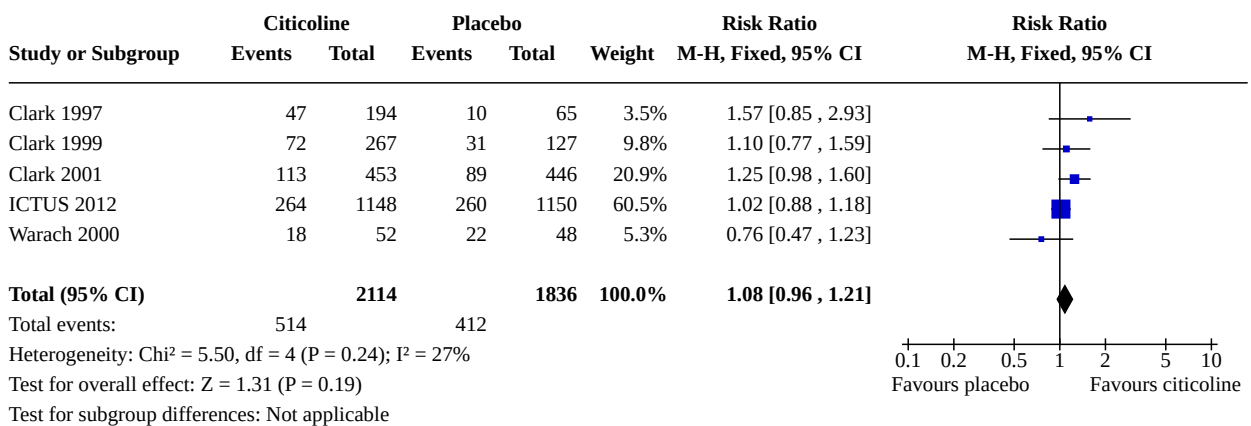 Citicoline Placebo Risk Ratio Risk Ratio
Study or Subgroup Events Total Events Total Weight M-H, Fixed, 95% CI M-H, Fixed, 95% CI
Clark 1997 47 194 10 65 3.5% 1.57 [0.85 , 2.93]
Clark 1999 72 267 31 127 9.8% 1.10 [0.77 , 1.59]
Clark 2001 113 453 89 446 20.9% 1.25 [0.98 , 1.60]
ICTUS 2012 264 1148 260 1150 60.5% 1.02 [0.88 , 1.18]
Warach 2000 18 52 22 48 5.3% 0.76 [0.47 , 1.23]
Total (95% CI) 2114 1836 100.0% 1.08 [0.96 , 1.21]
Total events: 514 412
Heterogeneity: Chi² = 5.50, df = 4 (P = 0.24); I² = 27%
0.1 0.2 0.5 1 2 5 10
Test for overall effect: Z = 1.31 (P = 0.19) Favours placebo Favours citicoline
Test for subgroup differences: Not applicable